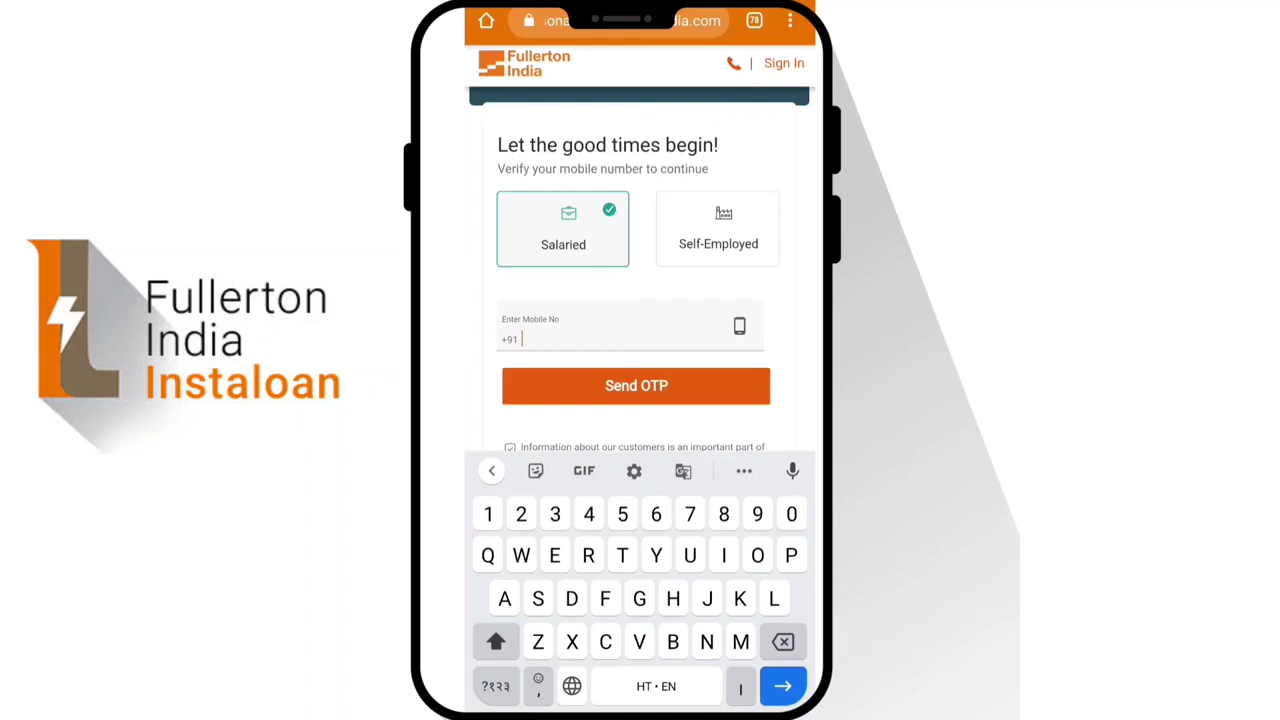 Fullerton
India
Instaloan
78
Fullerton
India
| Sign In
Let the good times begin!
Verify your mobile number to continue
Salaried
Self-Employed
Enter Mobile No
+91
Send OTP
Information about our customers is an important part of
GIF
1 2 3 4 5 6 7 8 9 0
Q W E R T Y U I O P
A S D F G H J K L
Z X C V B N M
?१२३ , HT • EN ।